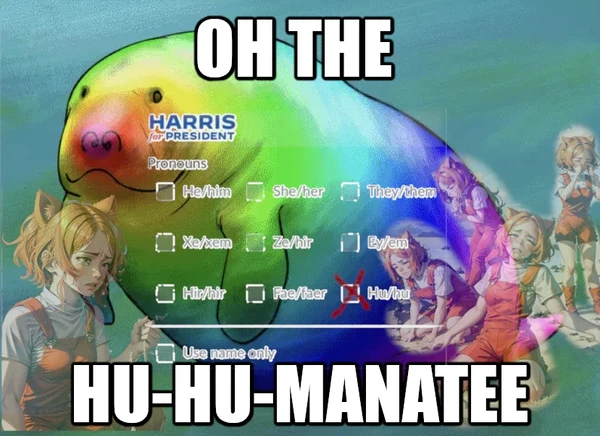 OH THE
HARRIS
for PRESIDENT
Pronouns
He/him She/her They/them
Xe/xem Ze/hir Ey/em
Hir/hir Fae/faer Hu/hu
Use name only
HU-HU-MANATEE